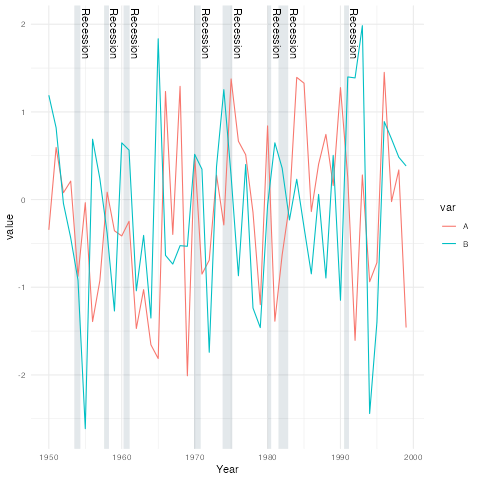 Recession
Recession
Recession
Recession
Recession
Recession
Recession
Recession
2
1
0
-1
-2
value
1950
1960
1970
1980
1990
2000
Year
var
A
B